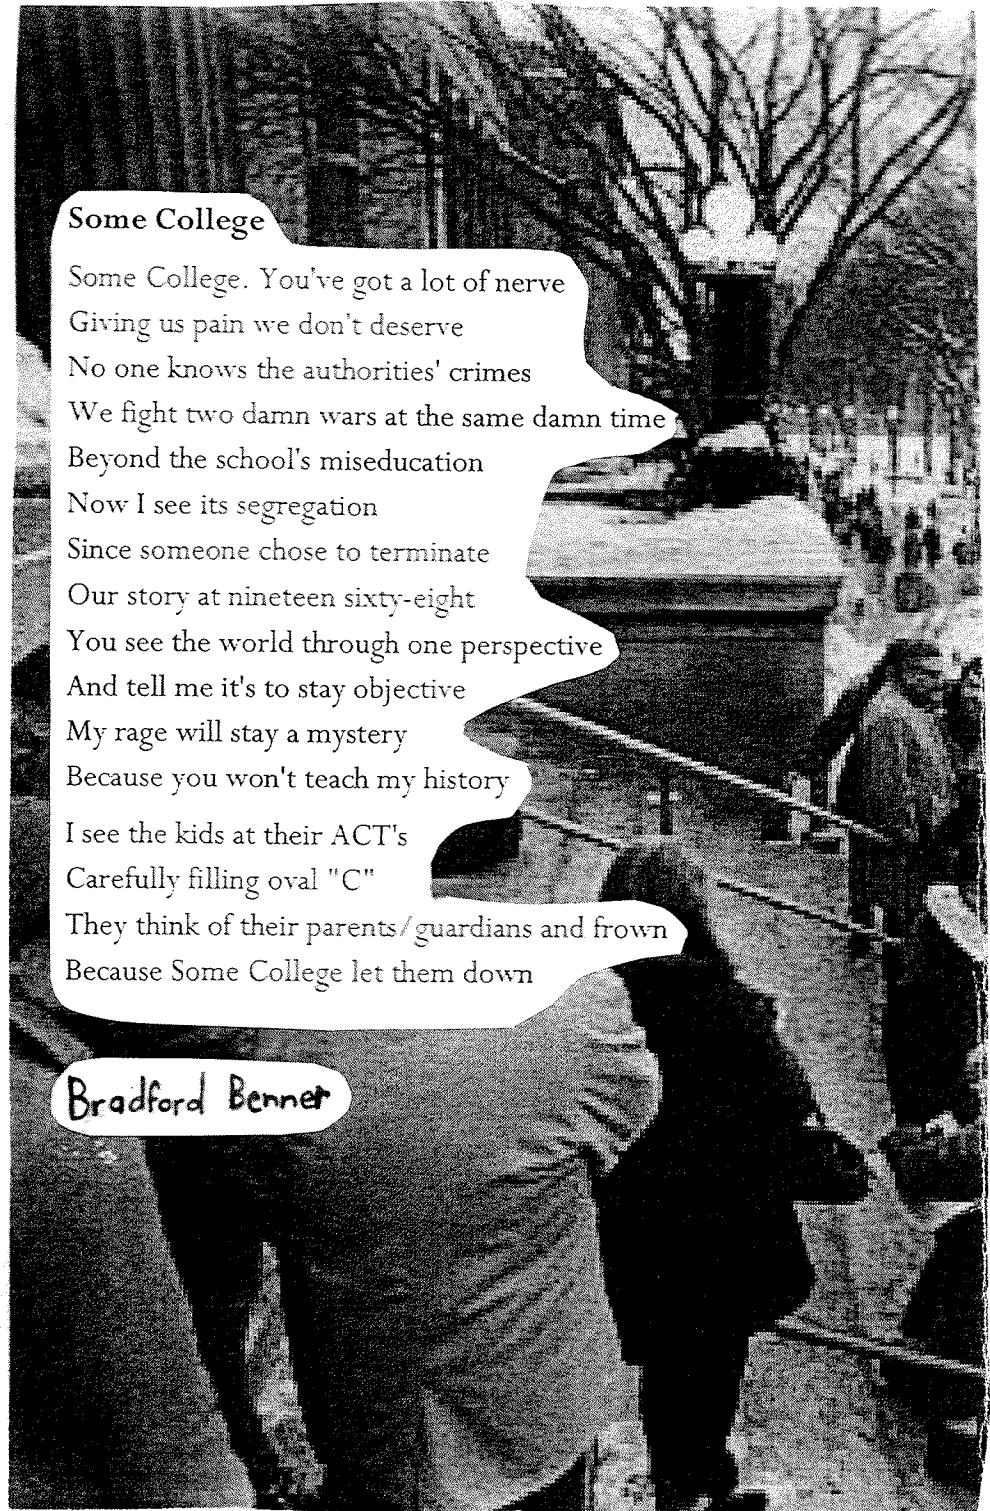 Some College
Some College. You've got a lot of nerve
Giving us pain we don't deserve
No one knows the authorities' crimes
We fight two damn wars at the same damn time
Beyond the school's miseducation
Now I see its segregation
Since someone chose to terminate
Our story at nineteen sixty-eight
You see the world through one perspective
And tell me it's to stay objective
My rage will stay a mystery
Because you won't teach my history
I see the kids at their ACT's
Carefully filling oval "C"
They think of their parents/guardians and frown
Because Some College let them down
Bradford Benner